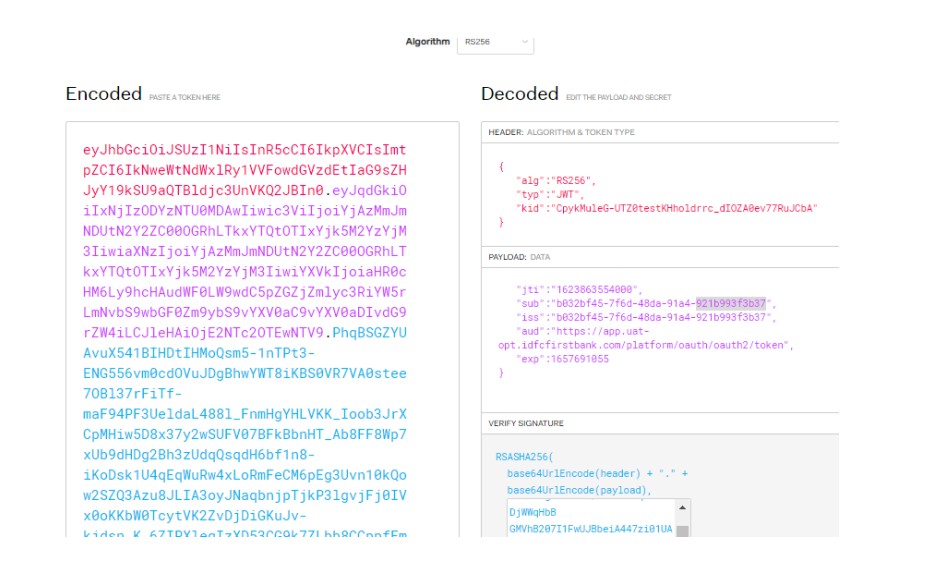 Algorithm RS256
Encoded PASTE A TOKEN HERE
eyJhbGciOiJSUzI1NiIsInR5cCI6IkpXVCIsImt
pZCI6IkNweWtNdWxlRy1VVFowdGVzdEtIaG9sZH
JyY19kSU9aQTBldjc3UnVKQ2JBIn0.eyJqdGkiO
iIxNjIzODYzNTU0MDAwIiwic3ViIjoiYjAzMmJm
NDUtN2Y2ZC00OGRhLTkxYTQtOTIxYjk5M2YzYjM
3IiwiaXNzIjoiYjAzMmJmNDUtN2Y2ZC00OGRhLT
kxYTQtOTIxYjk5M2YzYjM3IiwiYXVkIjoiaHR0c
HM6Ly9hcHAudWF0LW9wdC5pZGZjZmlyc3RiYW5r
LmNvbS9wbGF0Zm9ybS9vYXV0aC9vYXV0aDIvdG9
rZW4iLCJleHAiOjE2NTc2OTEwNTV9.PhqBSGZYU
AvuX541BIHDtIHMoQsm5-1nTPt3-
ENG556vm0cdOVuJDgBhwYWT8iKBS0VR7VA0stee
7OBl37rFiTf-
maF94PF3UeldaL488l_FnmHgYHLVKK_Ioob3JrX
CpMHiw5D8x37y2wSUFV07BFkBbnHT_Ab8FF8Wp7
xUb9dHDg2Bh3zUdqQsqdH6bf1n8-
iKoDsk1U4qEqWuRw4xLoRmFeCM6pEg3Uvn10kQo
w2SZQ3Azu8JLIA3oyJNaqbnjpTjkP3lgvjFj0IV
x0oKKbW0TcytVK2ZvDjDiGKuJv-
Decoded EDIT THE PAYLOAD AND SECRET
HEADER: ALGORITHM & TOKEN TYPE
{
"alg":"RS256",
"typ":"JWT",
"kid":"CpykMuleG-UTZ0testKHholdrrc_dIOZA0ev77RuJCbA"
}
PAYLOAD: DATA
"jti":"1623863554000",
"sub":"b032bf45-7f6d-48da-91a4-921b993f3b37",
"iss":"b032bf45-7f6d-48da-91a4-921b993f3b37",
"aud":"https://app.uat-
opt.idfcfirstbank.com/platform/oauth/oauth2/token",
"exp":1657691055
}
VERIFY SIGNATURE
RSASHA256(
base64UrlEncode(header) + "." +
base64UrlEncode(payload),
DjWWqHbB
GMVhB207I1FwUJBbeiA447zi01UA